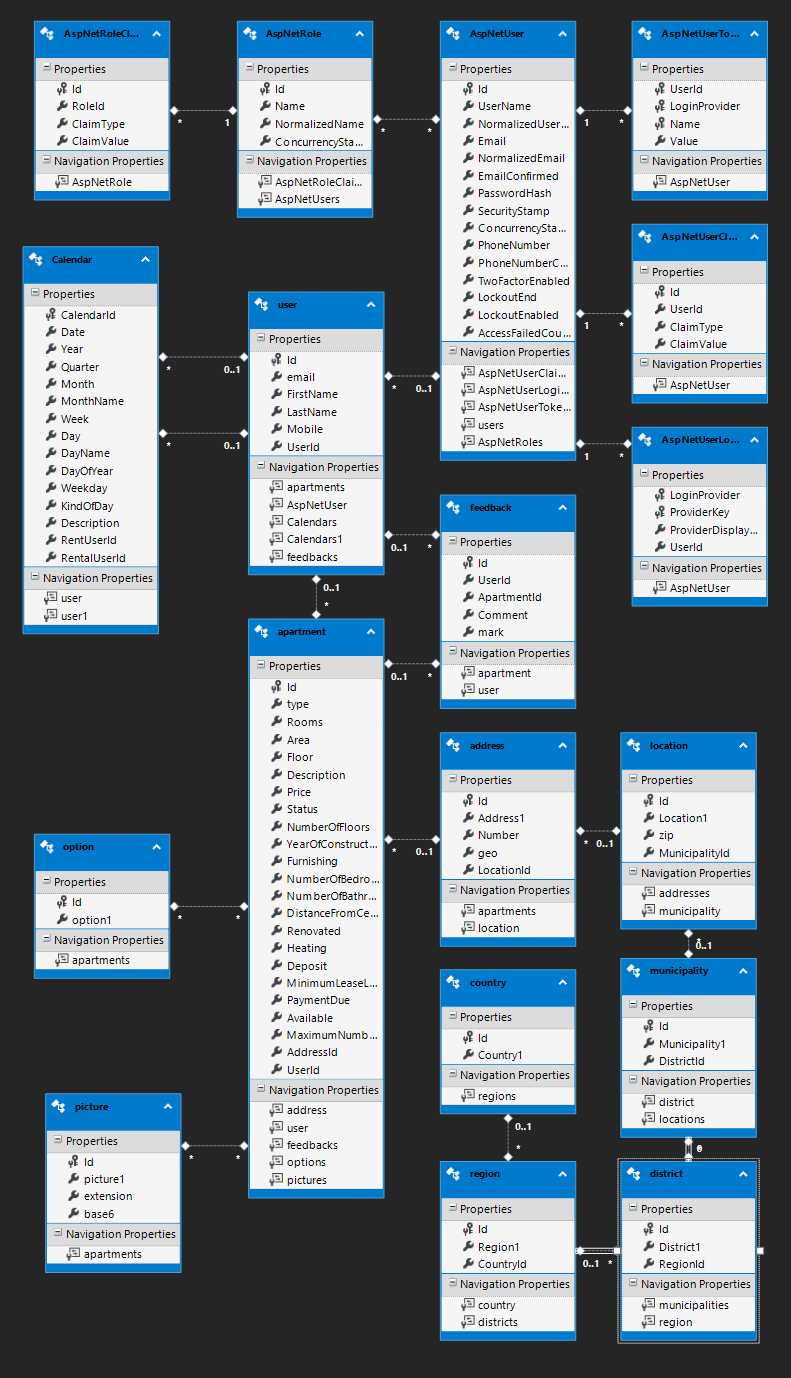 AspNetRoleCl...
Properties
Id
RoleId
ClaimType
ClaimValue
Navigation Properties
AspNetRole
AspNetRole
Properties
Id
Name
NormalizedName
ConcurrencySta...
Navigation Properties
AspNetRoleClai...
AspNetUsers
AspNetUser
Properties
Id
UserName
NormalizedUser...
Email
NormalizedEmail
EmailConfirmed
PasswordHash
SecurityStamp
ConcurrencySta...
PhoneNumber
PhoneNumberC...
TwoFactorEnabled
LockoutEnd
LockoutEnabled
AccessFailedCou...
Navigation Properties
AspNetUserClai...
AspNetUserLogi...
AspNetUserToke...
users
AspNetRoles
AspNetUserTo...
Properties
UserId
LoginProvider
Name
Value
Navigation Properties
AspNetUser
* 1
* *
1 *
AspNetUserCl...
Properties
Id
UserId
ClaimType
ClaimValue
Navigation Properties
AspNetUser
1 *
AspNetUserLo...
Properties
LoginProvider
ProviderKey
ProviderDisplay...
UserId
Navigation Properties
AspNetUser
1 *
Calendar
Properties
CalendarId
Date
Year
Quarter
Month
MonthName
Week
Day
DayName
DayOfYear
Weekday
KindOfDay
Description
RentUserId
RentalUserId
Navigation Properties
user
user1
* 0..1
* 0..1
user
Properties
Id
email
FirstName
LastName
Mobile
UserId
Navigation Properties
apartments
AspNetUser
Calendars
Calendars1
feedbacks
* 0..1
0..1 *
0..1
*
feedback
Properties
Id
UserId
ApartmentId
Comment
mark
Navigation Properties
apartment
user
apartment
Properties
Id
type
Rooms
Area
Floor
Description
Price
Status
NumberOfFloors
YearOfConstruct...
Furnishing
NumberOfBedro...
NumberOfBathr...
DistanceFromCe...
Renovated
Heating
Deposit
MinimumLeaseL...
PaymentDue
Available
MaximumNumb...
AddressId
UserId
Navigation Properties
address
user
feedbacks
options
pictures
0..1 *
* 0..1
address
Properties
Id
Address1
Number
geo
LocationId
Navigation Properties
apartments
location
* 0..1
location
Properties
Id
Location1
zip
MunicipalityId
Navigation Properties
addresses
municipality
0..1
option
Properties
Id
option1
Navigation Properties
apartments
* *
municipality
Properties
Id
Municipality1
DistrictId
Navigation Properties
district
locations
country
Properties
Id
Country1
Navigation Properties
regions
0..1
*
picture
Properties
Id
picture1
extension
base6
Navigation Properties
apartments
* *
region
Properties
Id
Region1
CountryId
Navigation Properties
country
districts
0..1 *
district
Properties
Id
District1
RegionId
Navigation Properties
municipalities
region